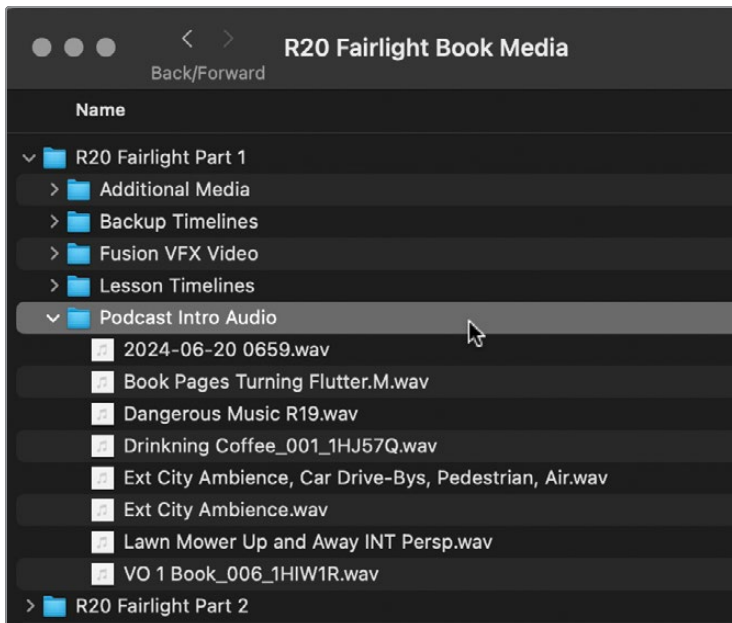 R20 Fairlight Book Media
Back/Forward
Name
R20 Fairlight Part 1
Additional Media
Backup Timelines
Fusion VFX Video
Lesson Timelines
Podcast Intro Audio
2024-06-20 0659.wav
Book Pages Turning Flutter.M.wav
Dangerous Music R19.wav
Drinkning Coffee_001_1HJ57Q.wav
Ext City Ambience, Car Drive-Bys, Pedestrian, Air.wav
Ext City Ambience.wav
Lawn Mower Up and Away INT Persp.wav
VO 1 Book_006_1HIW1R.wav
R20 Fairlight Part 2